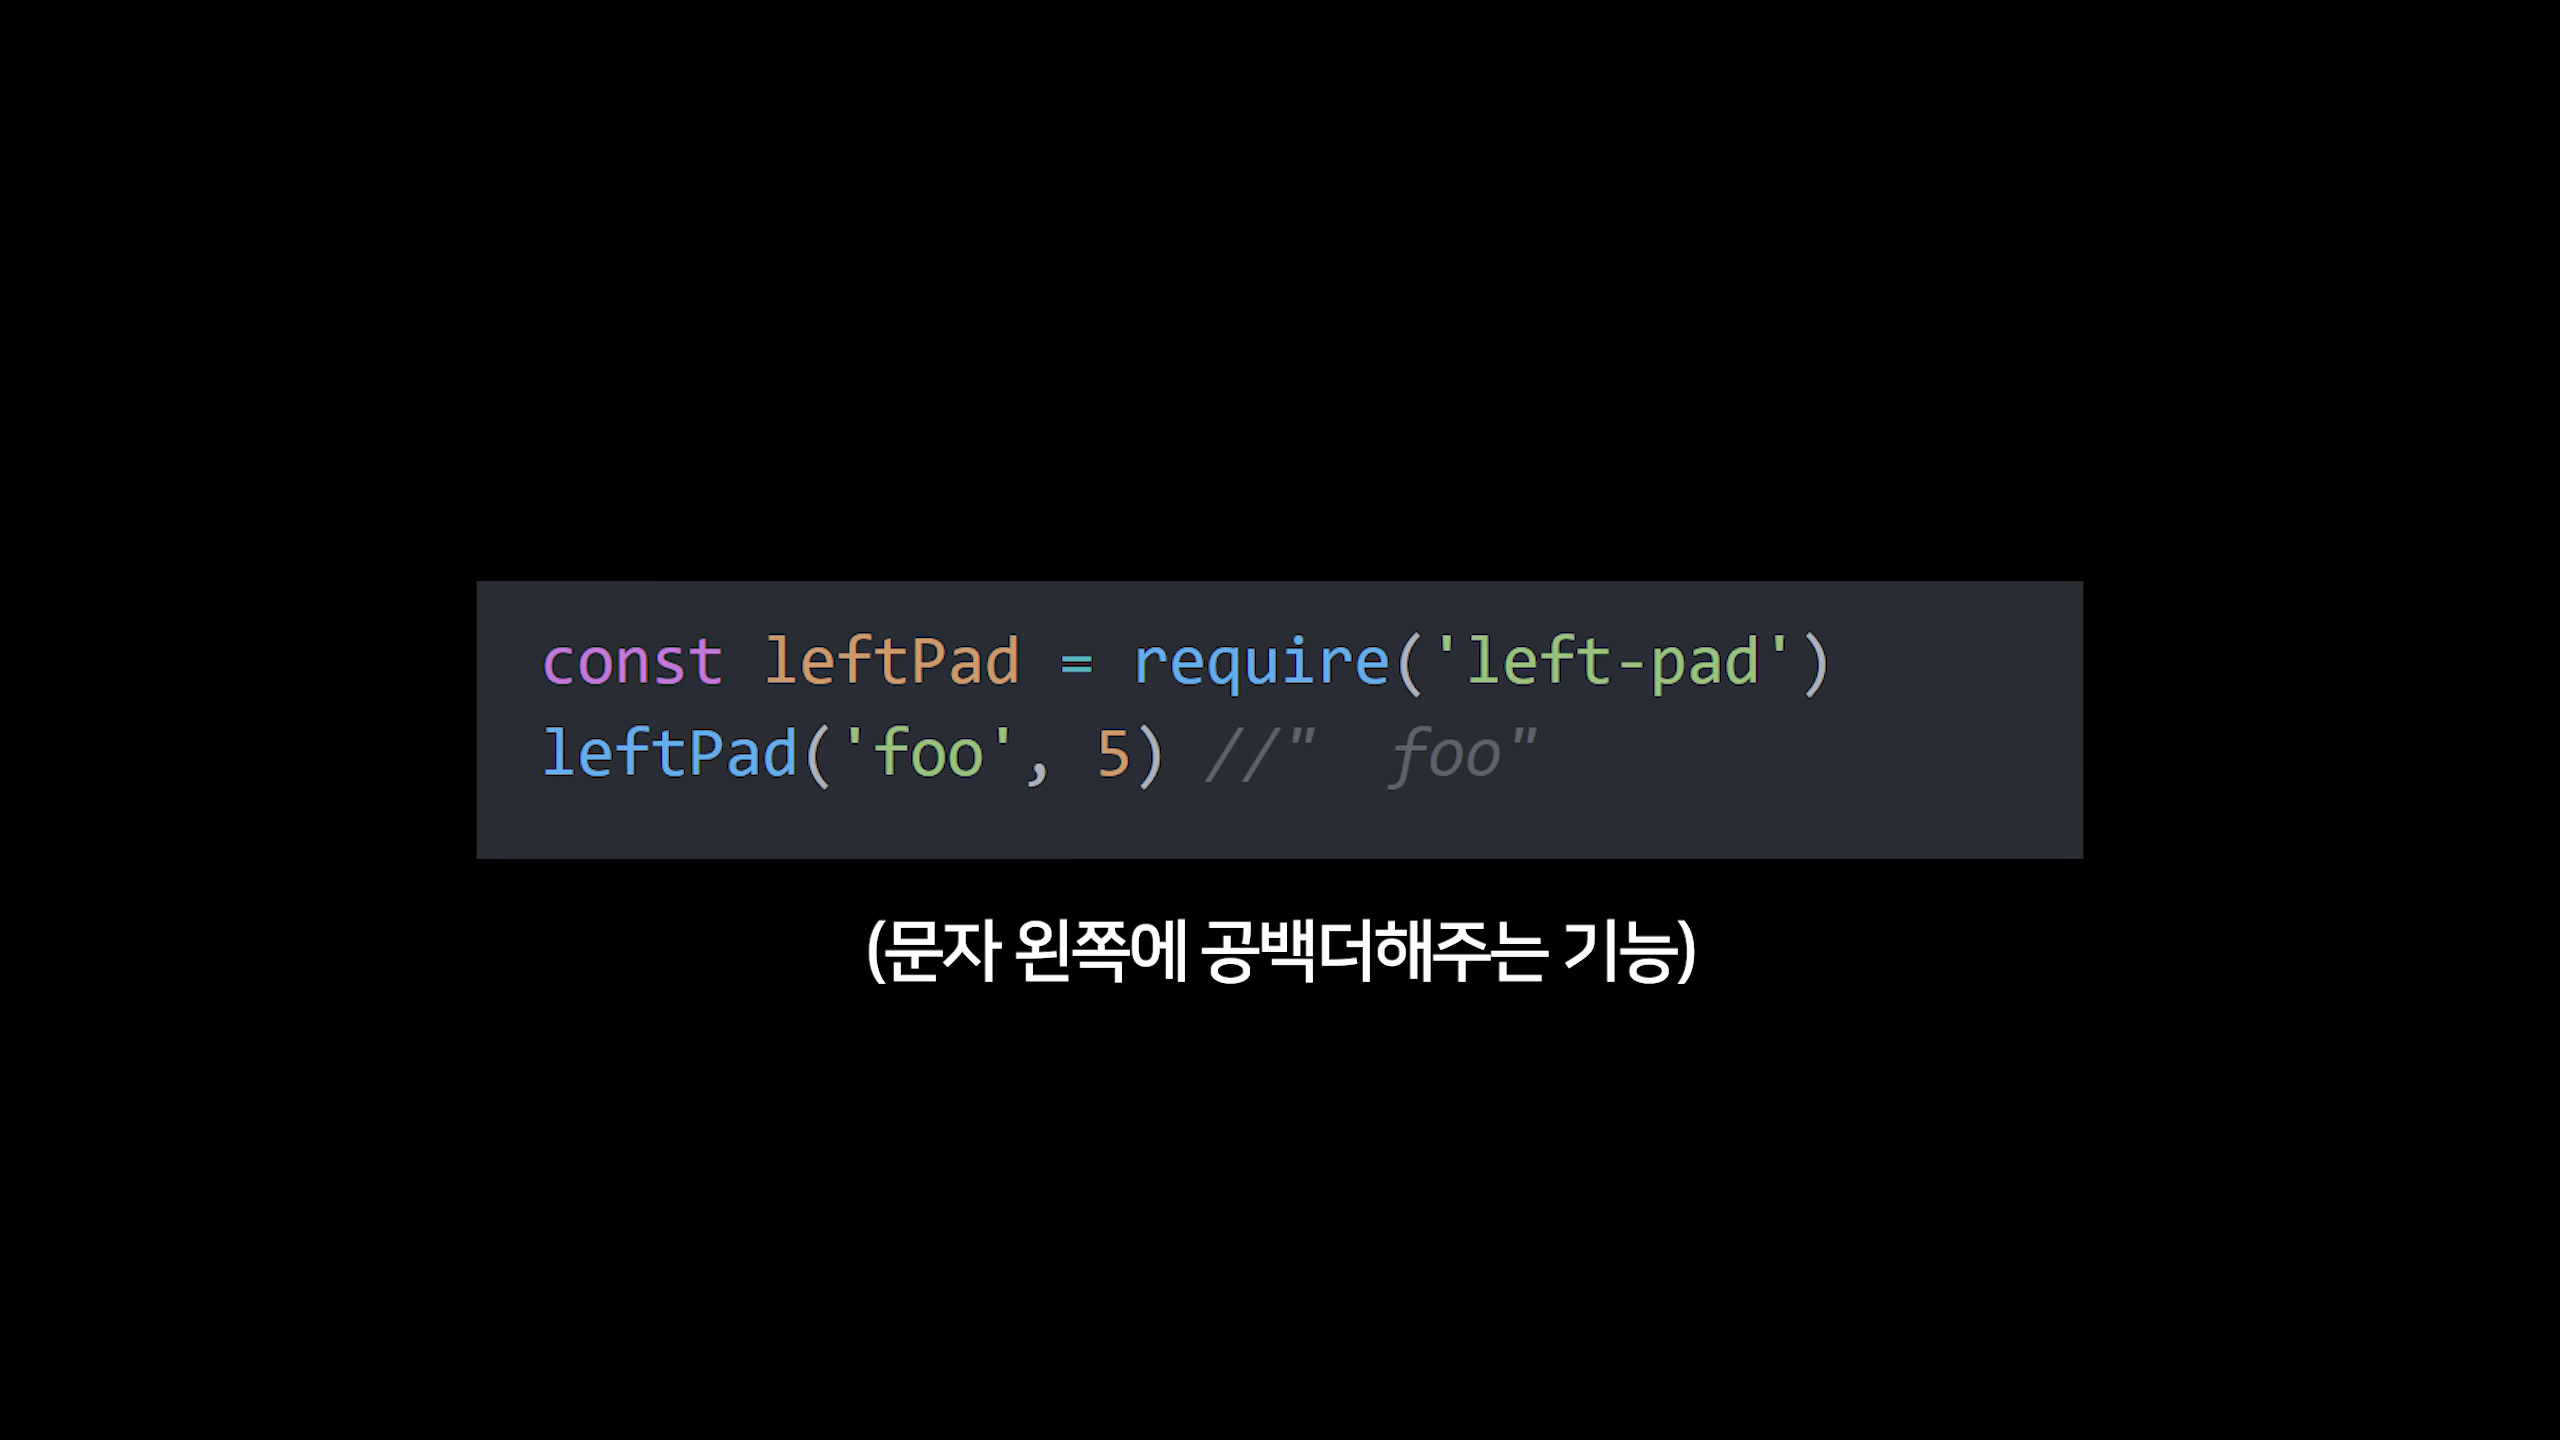 const leftPad = require('left-pad')
leftPad('foo', 5) //"  foo"
(문자 왼쪽에 공백더해주는 기능)